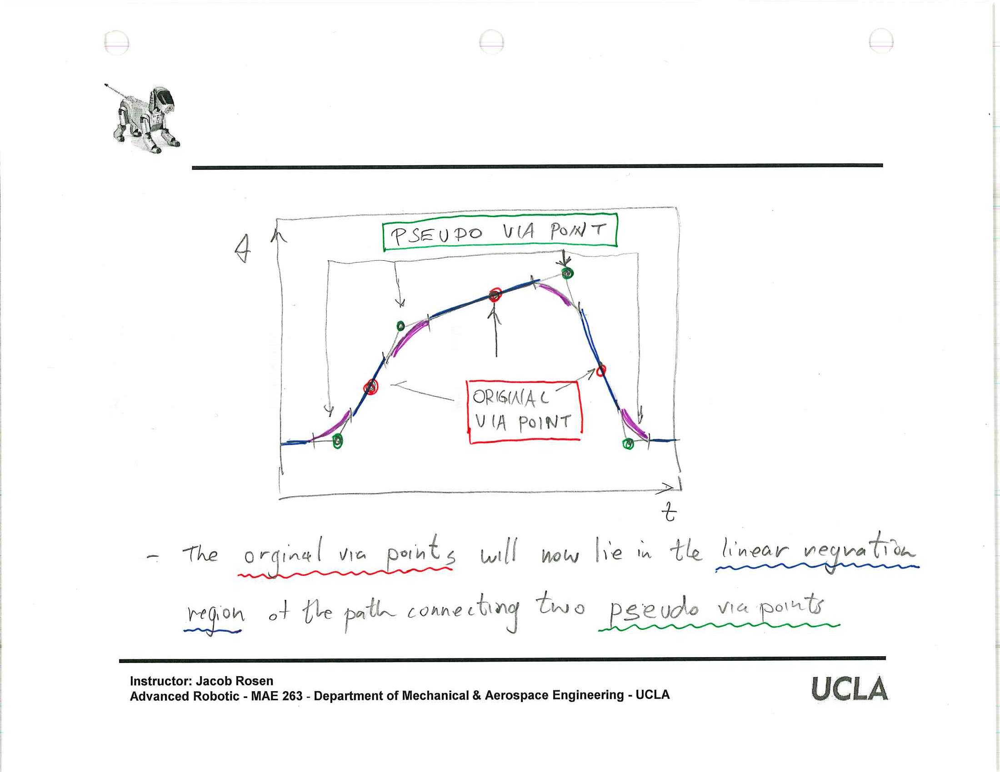 PSEUDO VIA POINT
ORIGINAL
VIA POINT
t
- The orginal via points will now lie in the linear
region of the path connecting two pseudo via points
Instructor: Jacob Rosen
Advanced Robotic - MAE 263 - Department of Mechanical & Aerospace Engineering - UCLA
UCLA